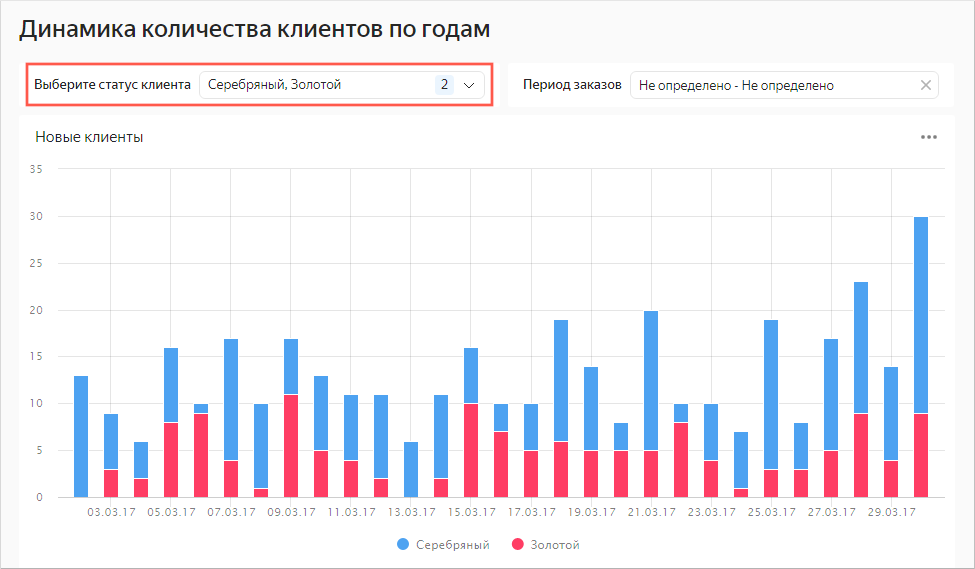 Динамика количества клиентов по годам
Выберите статус клиента Серебряный, Золотой 2 Период заказов Не определено - Не определено
Новые клиенты
35
30
25
20
15
10
5
0
03.03.17 05.03.17 07.03.17 09.03.17 11.03.17 13.03.17 15.03.17 17.03.17 19.03.17 21.03.17 23.03.17 25.03.17 27.03.17 29.03.17
Серебряный Золотой